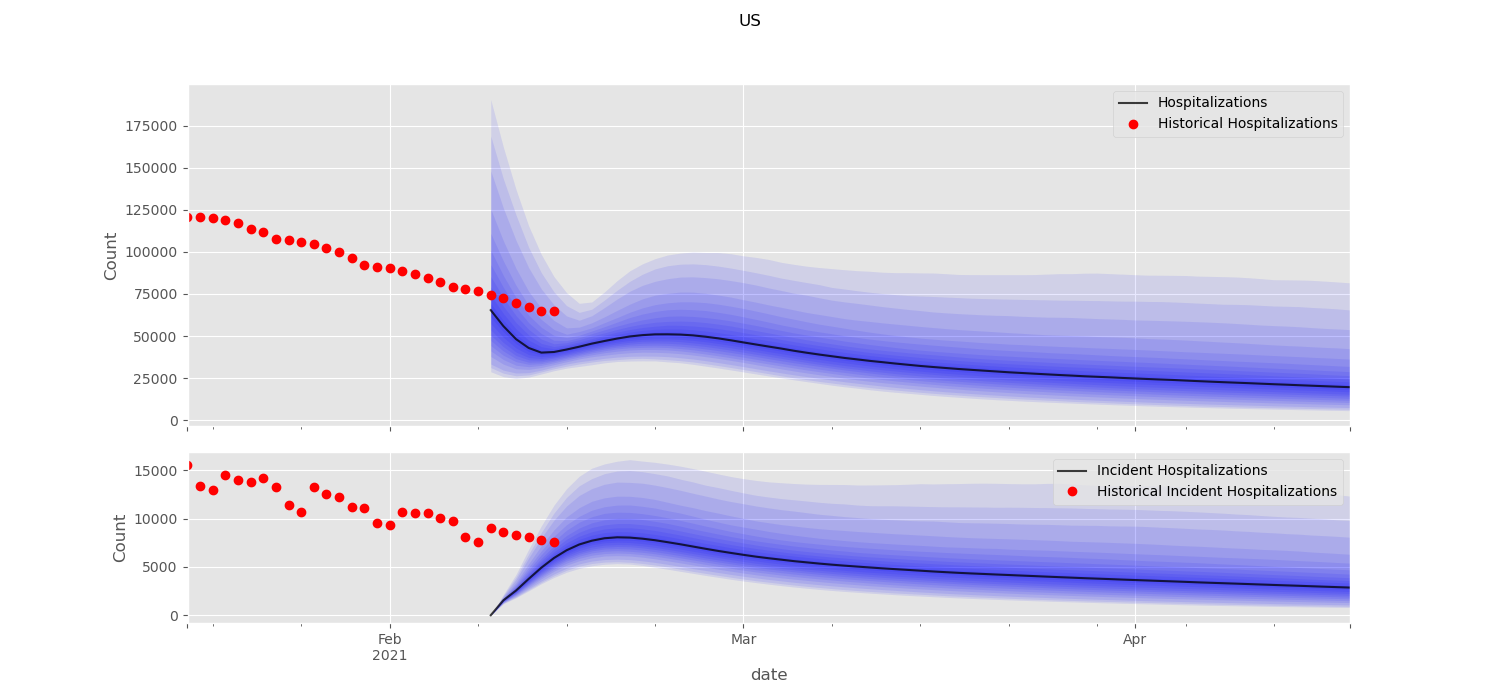 US
Hospitalizations
Historical Hospitalizations
175000
150000
125000
100000
75000
50000
25000
0
Count
Incident Hospitalizations
Historical Incident Hospitalizations
15000
10000
5000
0
Count
Feb
2021
Mar
Apr
date